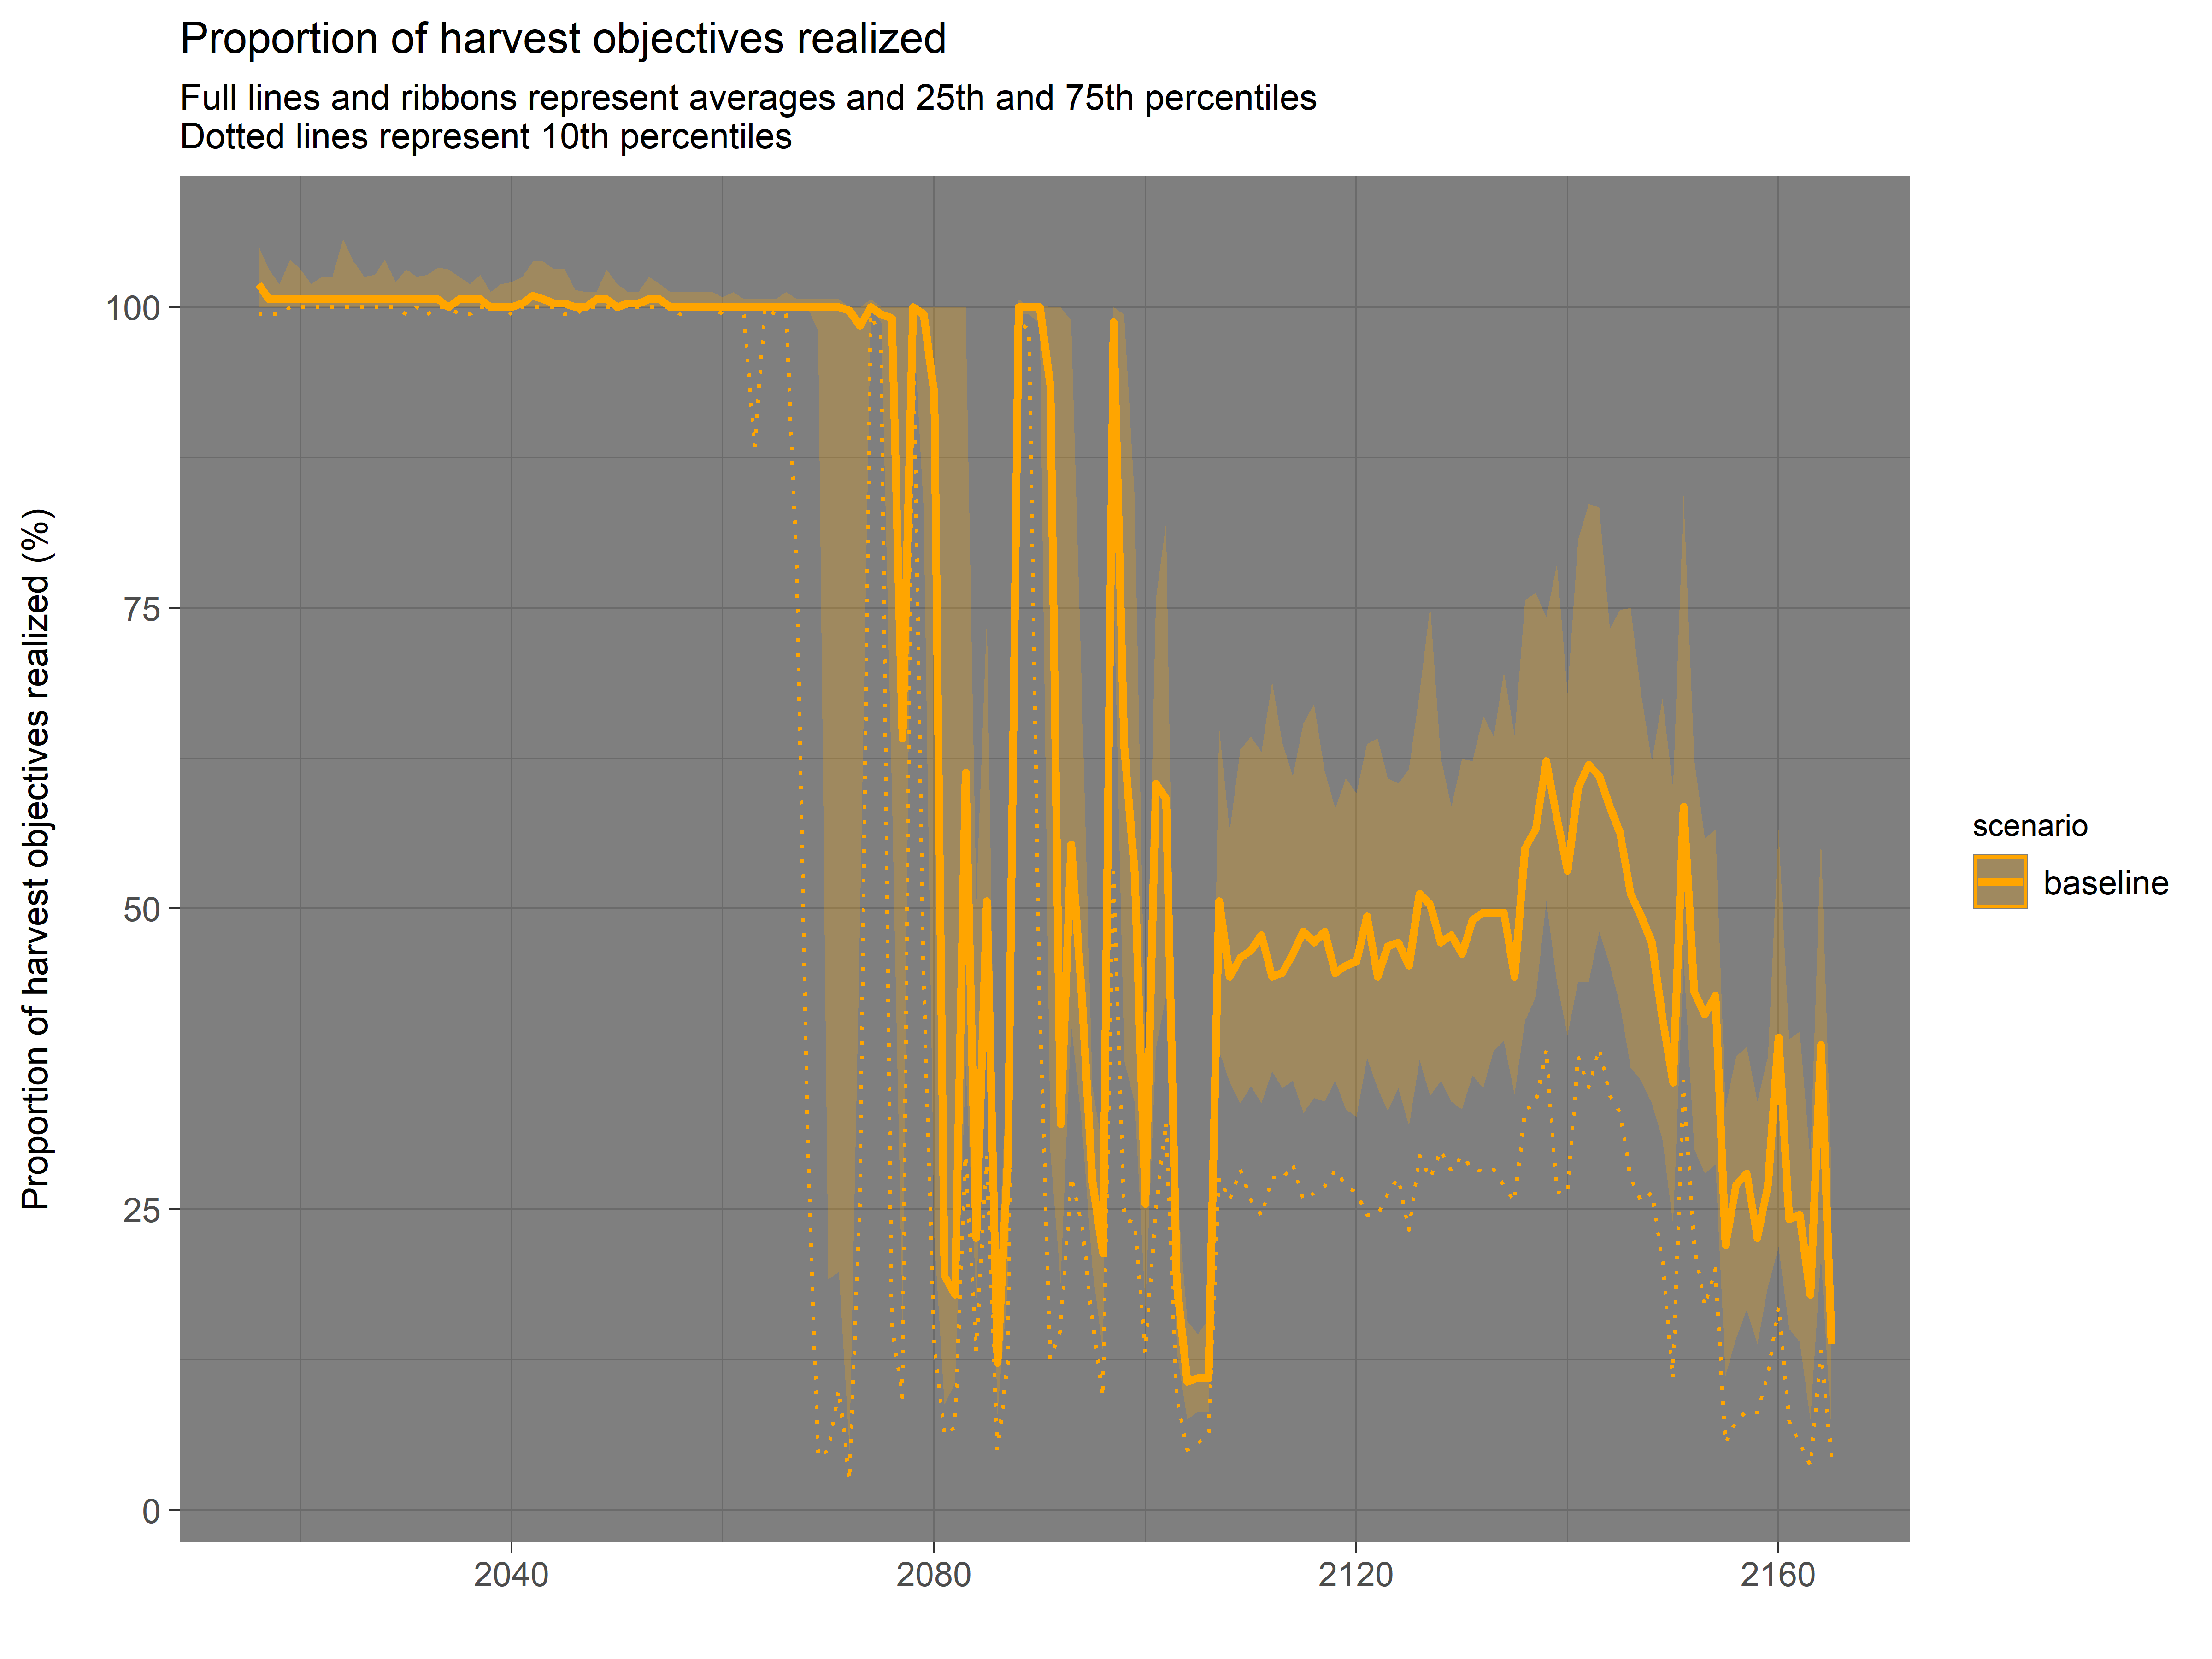 Proportion of harvest objectives realized
Full lines and ribbons represent averages and 25th and 75th percentiles
Dotted lines represent 10th percentiles
Proportion of harvest objectives realized (%)
100
75
50
25
0
2040
2080
2120
2160
scenario
baseline